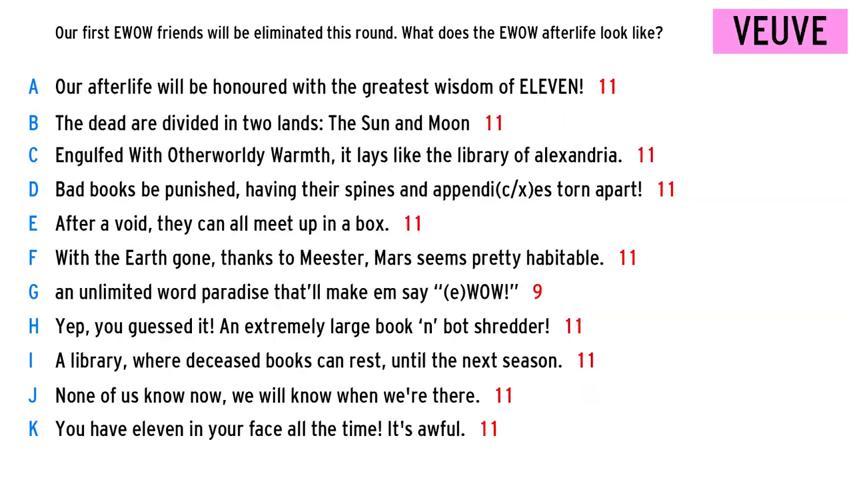 Our first EWOW friends will be eliminated this round. What does the EWOW afterlife look like?
VEUVE
A Our afterlife will be honoured with the greatest wisdom of ELEVEN! 11
B The dead are divided in two lands: The Sun and Moon 11
C Engulfed With Otherworldy Warmth, it lays like the library of alexandria. 11
D Bad books be punished, having their spines and appendi(c/x)es torn apart! 11
E After a void, they can all meet up in a box. 11
F With the Earth gone, thanks to Meester, Mars seems pretty habitable. 11
G an unlimited word paradise that'll make em say “(e)WOW!” 9
H Yep, you guessed it! An extremely large book ‘n’ bot shredder! 11
I A library, where deceased books can rest, until the next season. 11
J None of us know now, we will know when we're there. 11
K You have eleven in your face all the time! It's awful. 11